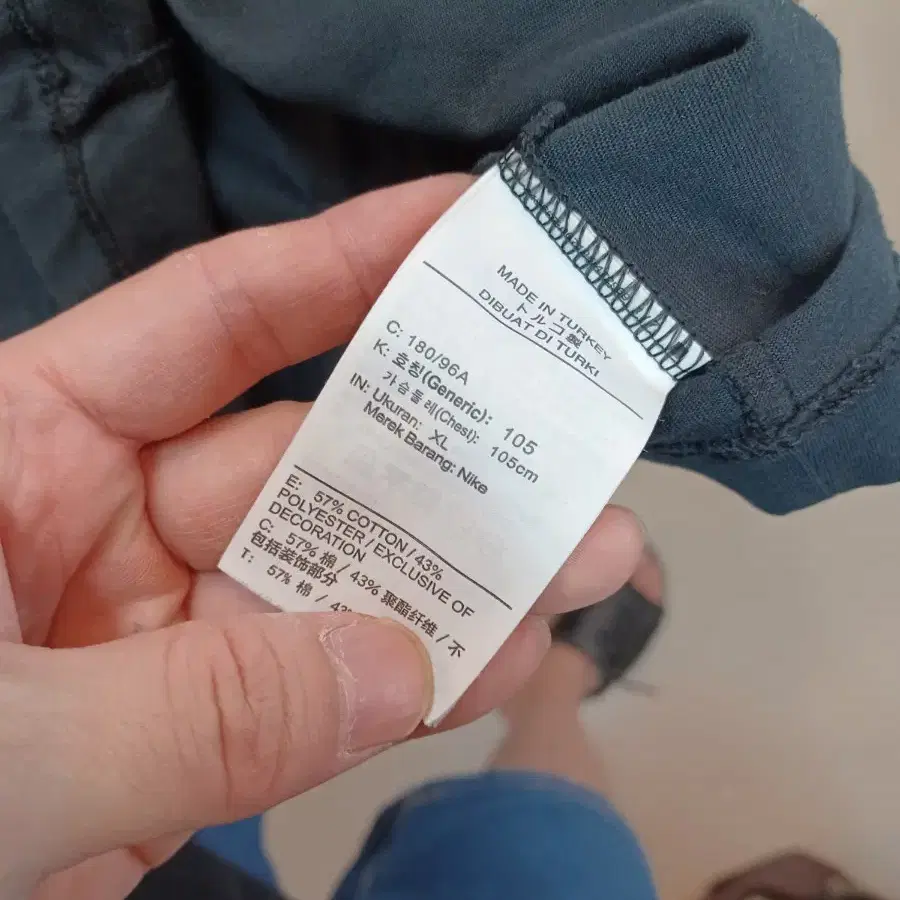 MADE IN TURKEY
トルコ製
DIBUAT DI TURKI
C: 180/96A
K: 호칭(Generic): 105
가슴둘레(Chest): 105cm
IN: Ukuran: XL
Merek Barang: Nike
E: 57% COTTON / 43%
POLYESTER / EXCLUSIVE OF
DECORATION
C: 57% 棉 / 43% 聚酯纤维 / 不
包括装饰部分
T: 57% 棉 /